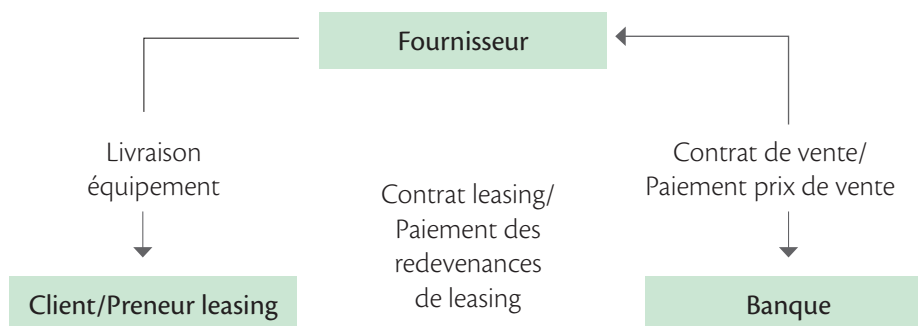 Fournisseur
Livraison
équipement
Contrat de vente/
Paiement prix de vente
Contrat leasing/
Paiement des
redevenances
de leasing
Client/Preneur leasing
Banque